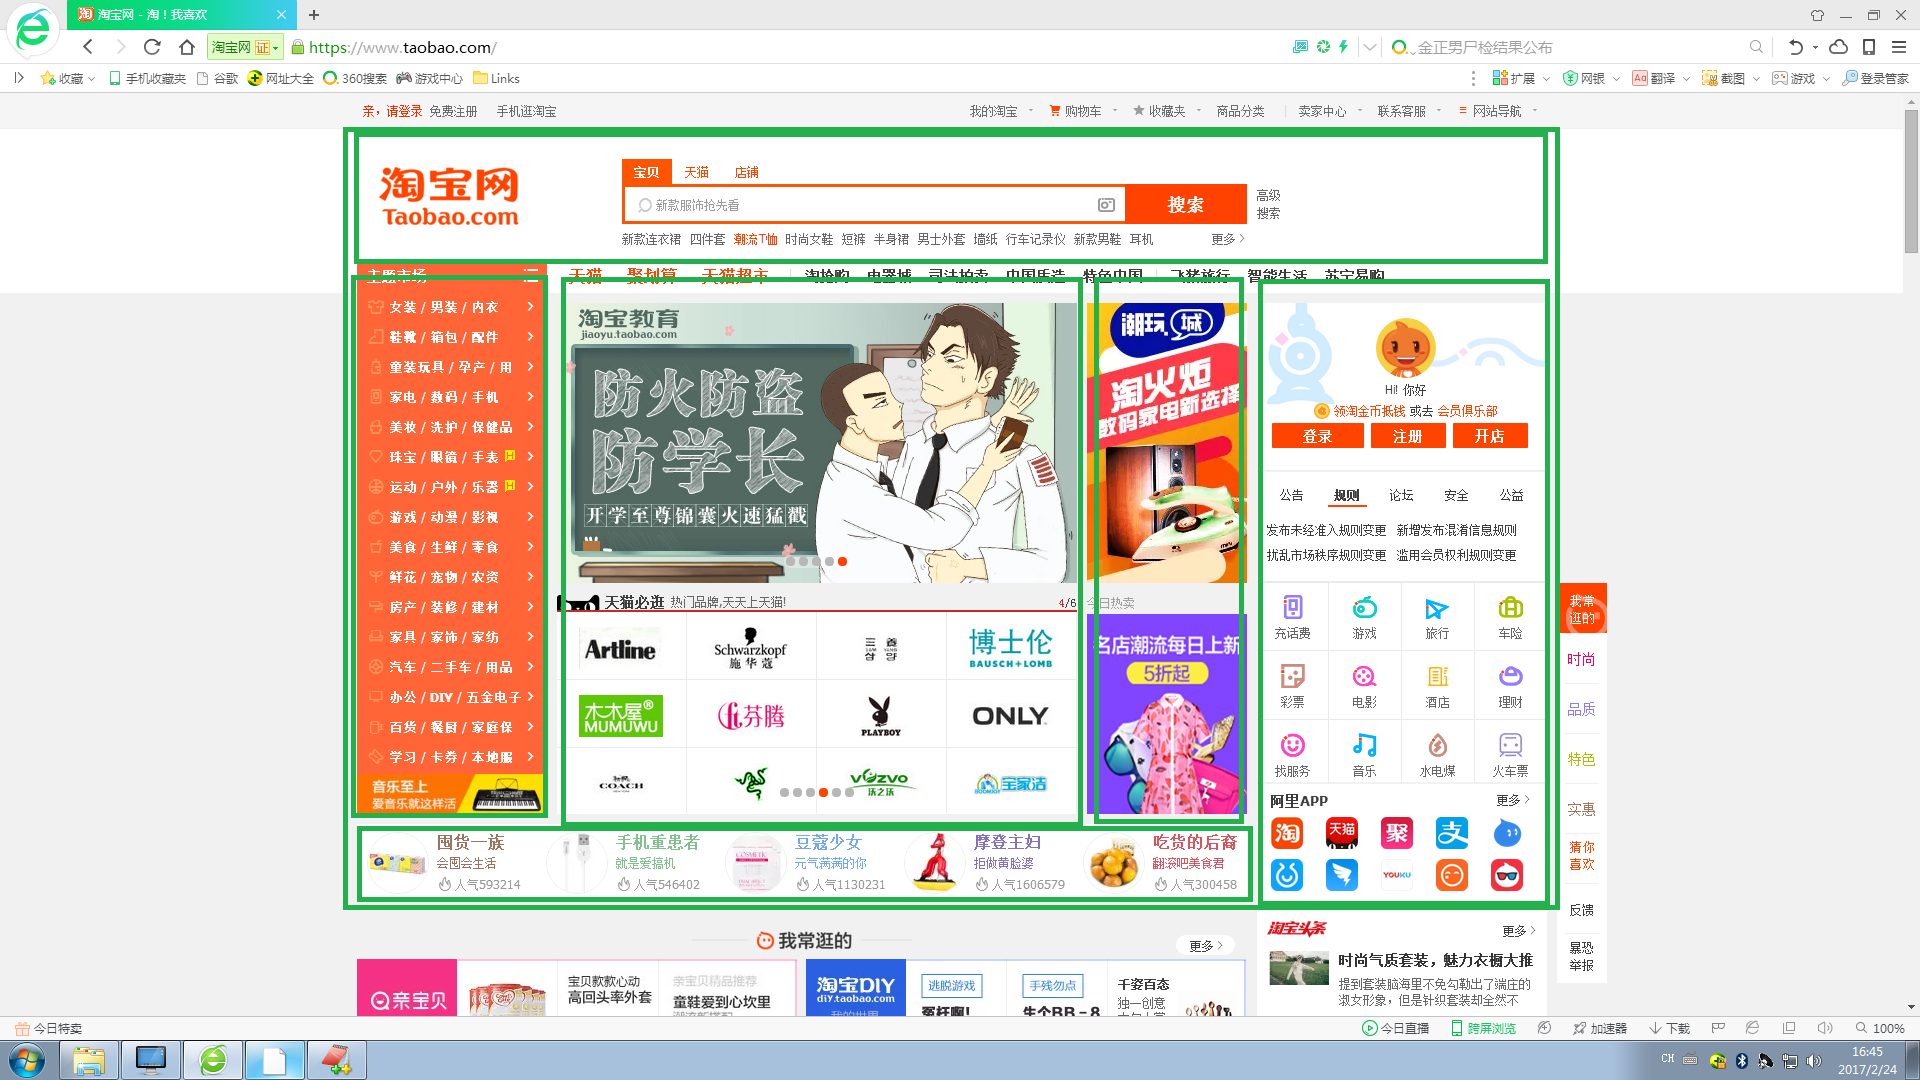 淘宝网 - 淘！我喜欢
淘宝网 证
https://www.taobao.com/
金正男尸检结果公布
收藏 手机收藏夹 谷歌 网址大全 360搜索 游戏中心 Links
扩展 网银 翻译 截图 游戏 登录管家
亲，请登录 免费注册 手机逛淘宝
我的淘宝 购物车 收藏夹 商品分类 卖家中心 联系客服 网站导航
淘宝网
Taobao.com
宝贝 天猫 店铺
新款服饰抢先看
搜索
高级
搜索
新款连衣裙 四件套 潮流T恤 时尚女鞋 短裤 半身裙 男士外套 墙纸 行车记录仪 新款男鞋 耳机 更多
主题市场
天猫 聚划算 天猫超市 淘抢购 电器城 司法拍卖 中国质造 特色中国 飞猪旅行 智能生活 苏宁易购
女装 / 男装 / 内衣
鞋靴 / 箱包 / 配件
童装玩具 / 孕产 / 用
家电 / 数码 / 手机
美妆 / 洗护 / 保健品
珠宝 / 眼镜 / 手表
运动 / 户外 / 乐器
游戏 / 动漫 / 影视
美食 / 生鲜 / 零食
鲜花 / 宠物 / 农资
房产 / 装修 / 建材
家具 / 家饰 / 家纺
汽车 / 二手车 / 用品
办公 / DIY / 五金电子
百货 / 餐厨 / 家庭保
学习 / 卡券 / 本地服
音乐至上
爱音乐就这样活
淘宝教育
jiaoyu.taobao.com
防火防盗
防学长
开学至尊锦囊火速猛戳
天猫必逛 热门品牌,天天上天猫! 4/6
Artline
Schwarzkopf
施华蔻
三养
SAM YANG
삼양
博士伦
BAUSCH+LOMB
木木屋®
MUMUWU
芬腾
PLAYBOY
ONLY
COACH
VOZVO
沃之沃
宝家洁
潮玩城
淘火炬
数码家电新选择
今日热卖
名店潮流每日上新
5折起
Hi! 你好
领淘金币抵钱 或去 会员俱乐部
登录 注册 开店
公告 规则 论坛 安全 公益
发布未经准入规则变更 新增发布混淆信息规则
扰乱市场秩序规则变更 滥用会员权利规则变更
充话费 游戏 旅行 车险
彩票 电影 酒店 理财
找服务 音乐 水电煤 火车票
阿里APP 更多
淘 天猫 聚 支
YOUKU
我常
逛的
时尚
品质
特色
实惠
猜你
喜欢
反馈
暴恐
举报
囤货一族
会囤会生活
人气593214
手机重患者
就是爱搞机
人气546402
豆蔻少女
元气满满的你
人气1130231
摩登主妇
拒做黄脸婆
人气1606579
吃货的后裔
翻滚吧美食君
人气300458
我常逛的
更多
亲宝贝
宝贝款款心动
高回头率外套
亲宝贝精品推荐
童鞋爱到心坎里
淘宝DIY
diY.taobao.com
我的世界
逃脱游戏
冤枉啊!
手残勿点
生个BB-8
千姿百态
独一创意
淘宝头条
更多
时尚气质套装，魅力衣橱大推
提到套装脑海里不免勾勒出了端庄的
淑女形象，但是针织套装却全然不
今日特卖
今日直播 跨屏浏览 加速器 下载 100%
CH
16:45
2017/2/24